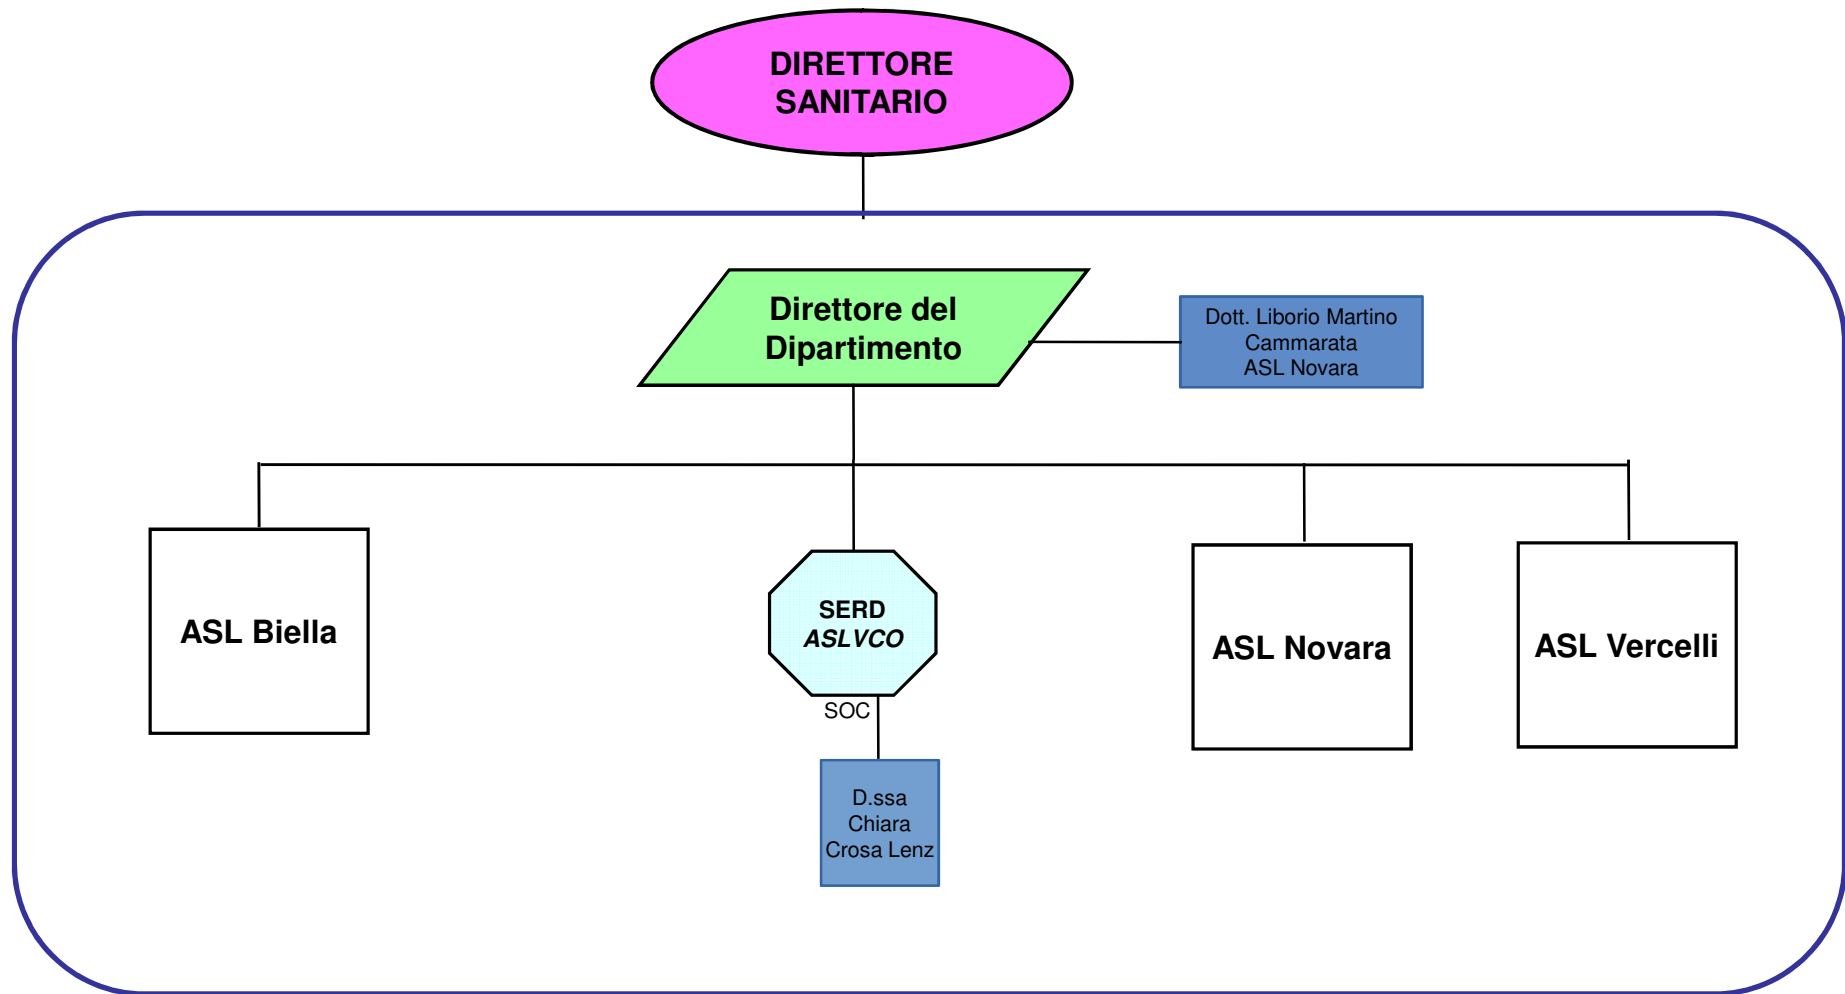 DIRETTORE
SANITARIO
Direttore del
Dipartimento
Dott. Liborio Martino
Cammarata
ASL Novara
ASL Biella
SERD
ASLVCO
SOC
D.ssa
Chiara
Crosa Lenz
ASL Novara
ASL Vercelli